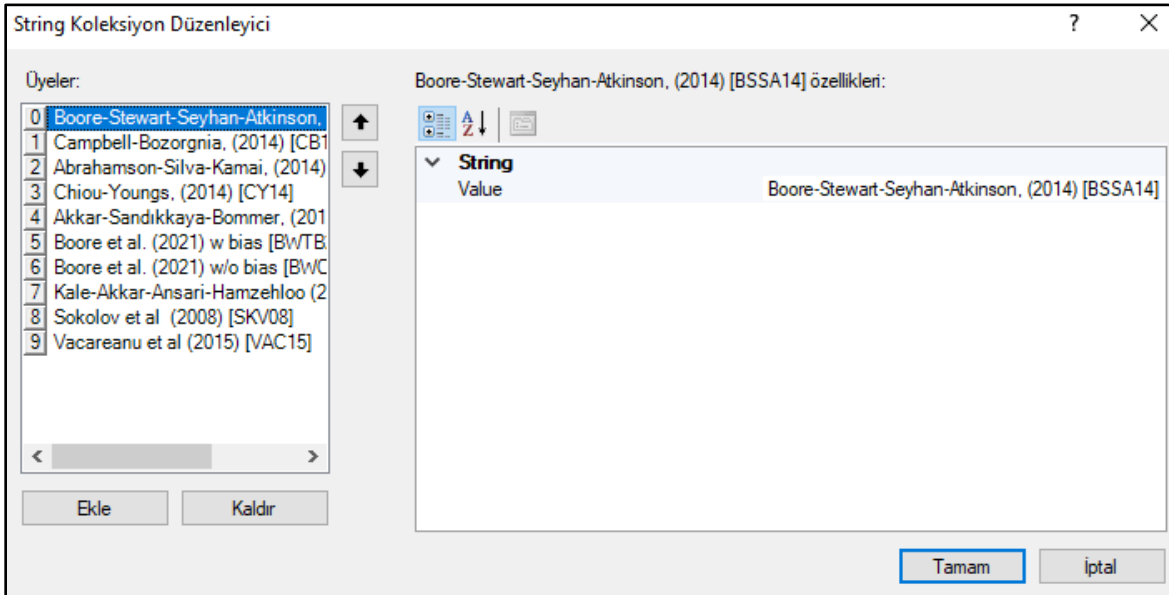 String Koleksiyon Düzenleyici
?
Üyeler:
0 Boore-Stewart-Seyhan-Atkinson,
1 Campbell-Bozorgnia, (2014) [CB1
2 Abrahamson-Silva-Kamai, (2014)
3 Chiou-Youngs, (2014) [CY14]
4 Akkar-Sandıkkaya-Bommer, (201
5 Boore et al. (2021) w bias [BWTB
6 Boore et al. (2021) w/o bias [BWC
7 Kale-Akkar-Ansari-Hamzehloo (2
8 Sokolov et al (2008) [SKV08]
9 Vacareanu et al (2015) [VAC15]
Ekle
Kaldır
Boore-Stewart-Seyhan-Atkinson, (2014) [BSSA14] özellikleri:
String
Value Boore-Stewart-Seyhan-Atkinson, (2014) [BSSA14]
Tamam
İptal